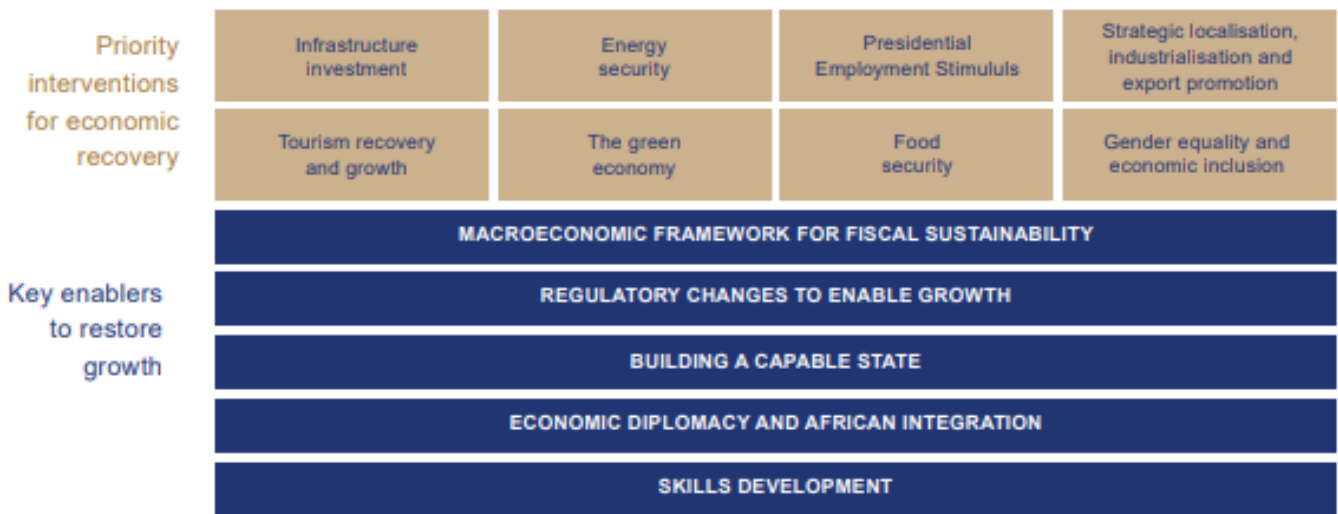 Priority
interventions
for economic
recovery
Infrastructure
investment
Energy
security
Presidential
Employment Stimululs
Strategic localisation,
industrialisation and
export promotion
Tourism recovery
and growth
The green
economy
Food
security
Gender equality and
economic inclusion
Key enablers
to restore
growth
MACROECONOMIC FRAMEWORK FOR FISCAL SUSTAINABILITY
REGULATORY CHANGES TO ENABLE GROWTH
BUILDING A CAPABLE STATE
ECONOMIC DIPLOMACY AND AFRICAN INTEGRATION
SKILLS DEVELOPMENT